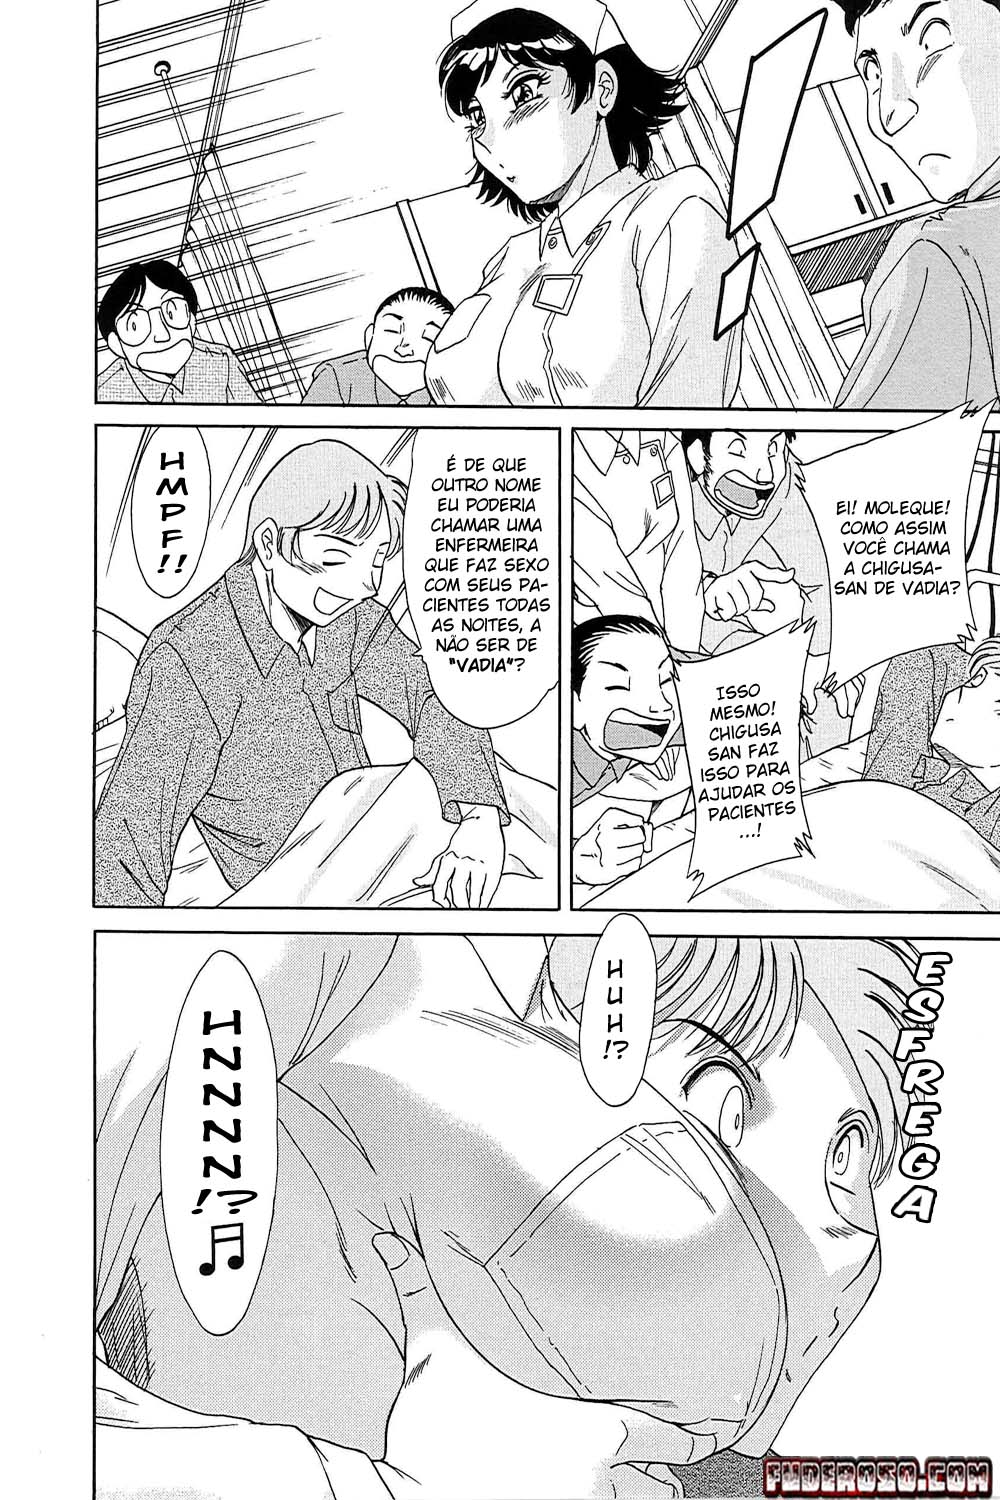 EI! MOLEQUE!
COMO ASSIM
VOCÊ CHAMA
A CHIGUSA-
SAN DE VADIA?
ISSO
MESMO!
CHIGUSA
SAN FAZ
ISSO PARA
AJUDAR OS
PACIENTES
...!
É DE QUE
OUTRO NOME
EU PODERIA
CHAMAR UMA
ENFERMEIRA
QUE FAZ SEXO
COM SEUS PA-
CIENTES TODAS
AS NOITES, A
NÃO SER DE
"VADIA"?
HMPF!!
ESFREGA
HUH!?
HNNNN!?
FUDEROSO.COM